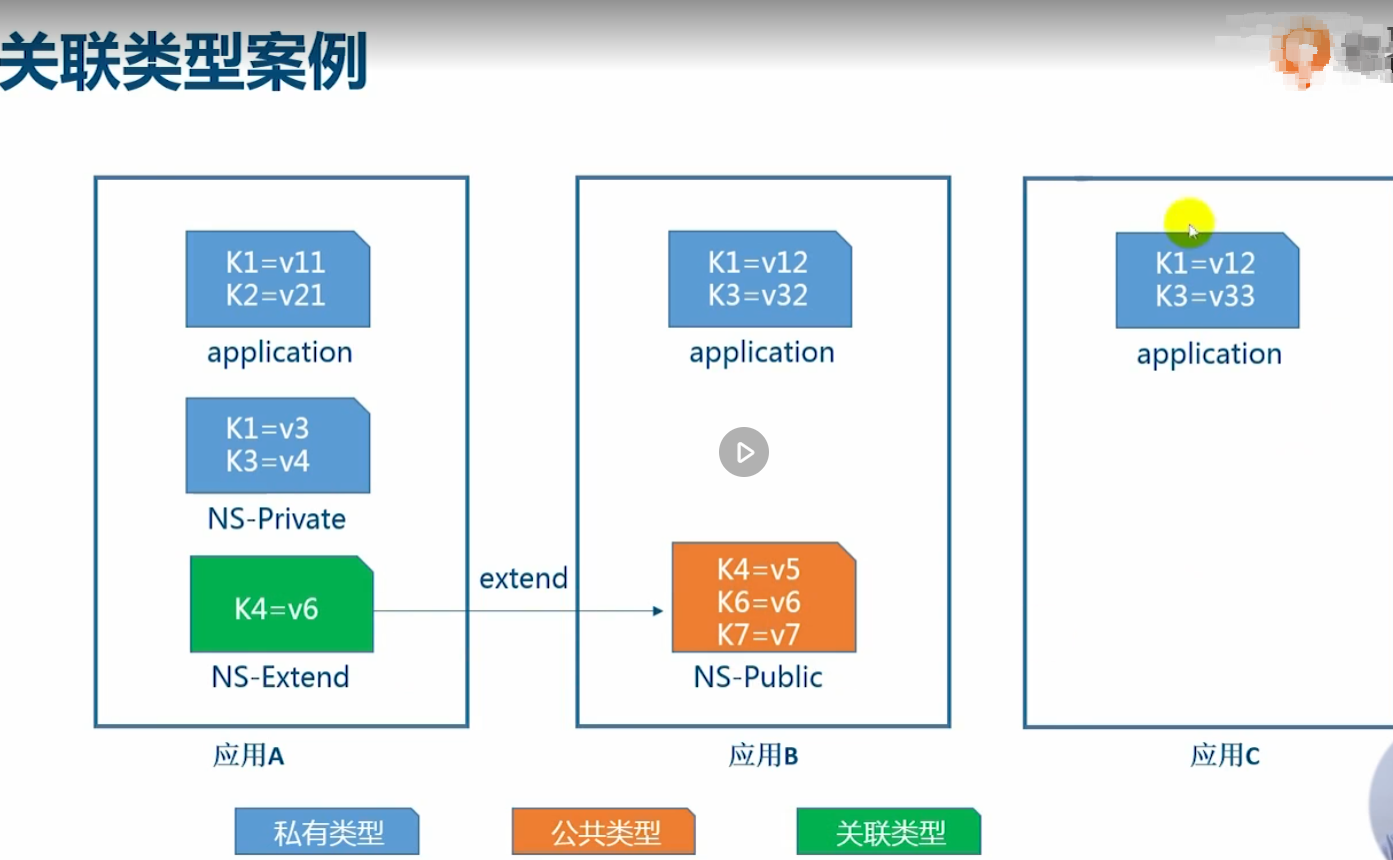 关联类型案例
K1=v11
K2=v21
application
K1=v3
K3=v4
NS-Private
K4=v6
NS-Extend
应用A
extend
K1=v12
K3=v32
application
K4=v5
K6=v6
K7=v7
NS-Public
应用B
K1=v12
K3=v33
application
应用C
私有类型
公共类型
关联类型